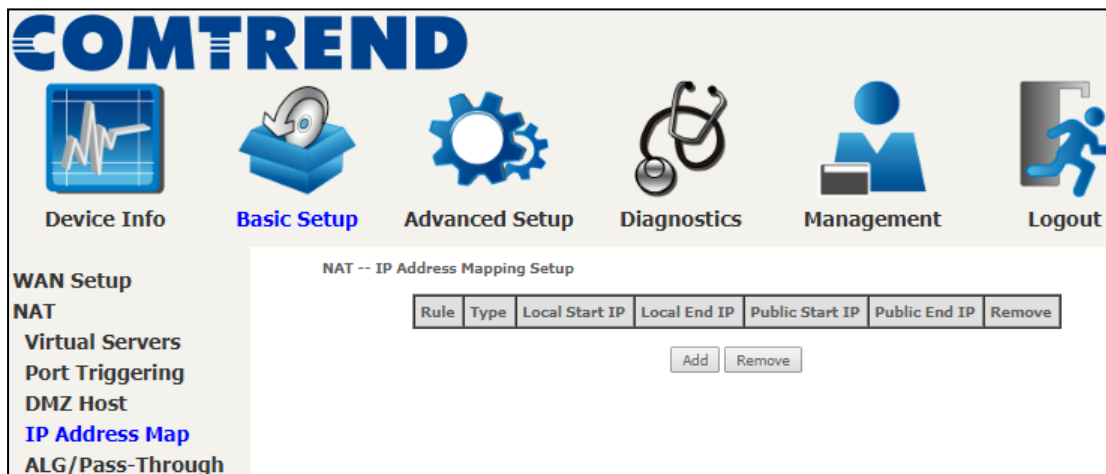 COMTREND
Device Info Basic Setup Advanced Setup Diagnostics Management Logout
WAN Setup
NAT
Virtual Servers
Port Triggering
DMZ Host
IP Address Map
ALG/Pass-Through
NAT -- IP Address Mapping Setup
Rule Type Local Start IP Local End IP Public Start IP Public End IP Remove
Add Remove